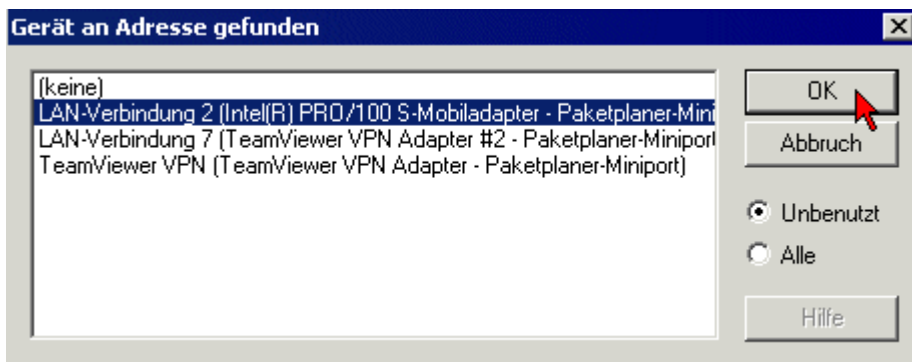 Gerät an Adresse gefunden
(keine)
LAN-Verbindung 2 (Intel(R) PRO/100 S-Mobiladapter - Paketplaner-Mini
LAN-Verbindung 7 (TeamViewer VPN Adapter #2 - Paketplaner-Miniport
TeamViewer VPN (TeamViewer VPN Adapter - Paketplaner-Miniport)
OK
Abbruch
Unbenutzt
Alle
Hilfe